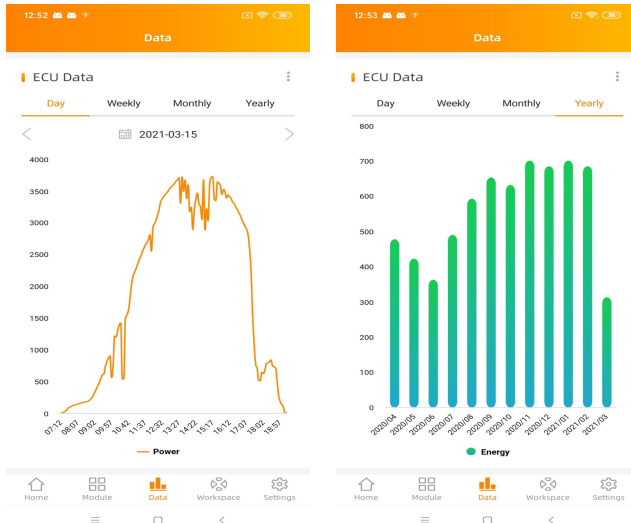 12:52
Data
ECU Data
Day Weekly Monthly Yearly
2021-03-15
4000
3500
3000
2500
2000
1500
1000
500
0
07:12 08:07 09:02 09:57 10:42 11:37 12:32 13:27 14:22 15:17 16:12 17:07 18:02 18:57
Power
Home Module Data Workspace Settings
12:53
Data
ECU Data
Day Weekly Monthly Yearly
800
700
600
500
400
300
200
100
0
2020/04 2020/05 2020/06 2020/07 2020/08 2020/09 2020/10 2020/11 2020/12 2021/01 2021/02 2021/03
Energy
Home Module Data Workspace Settings